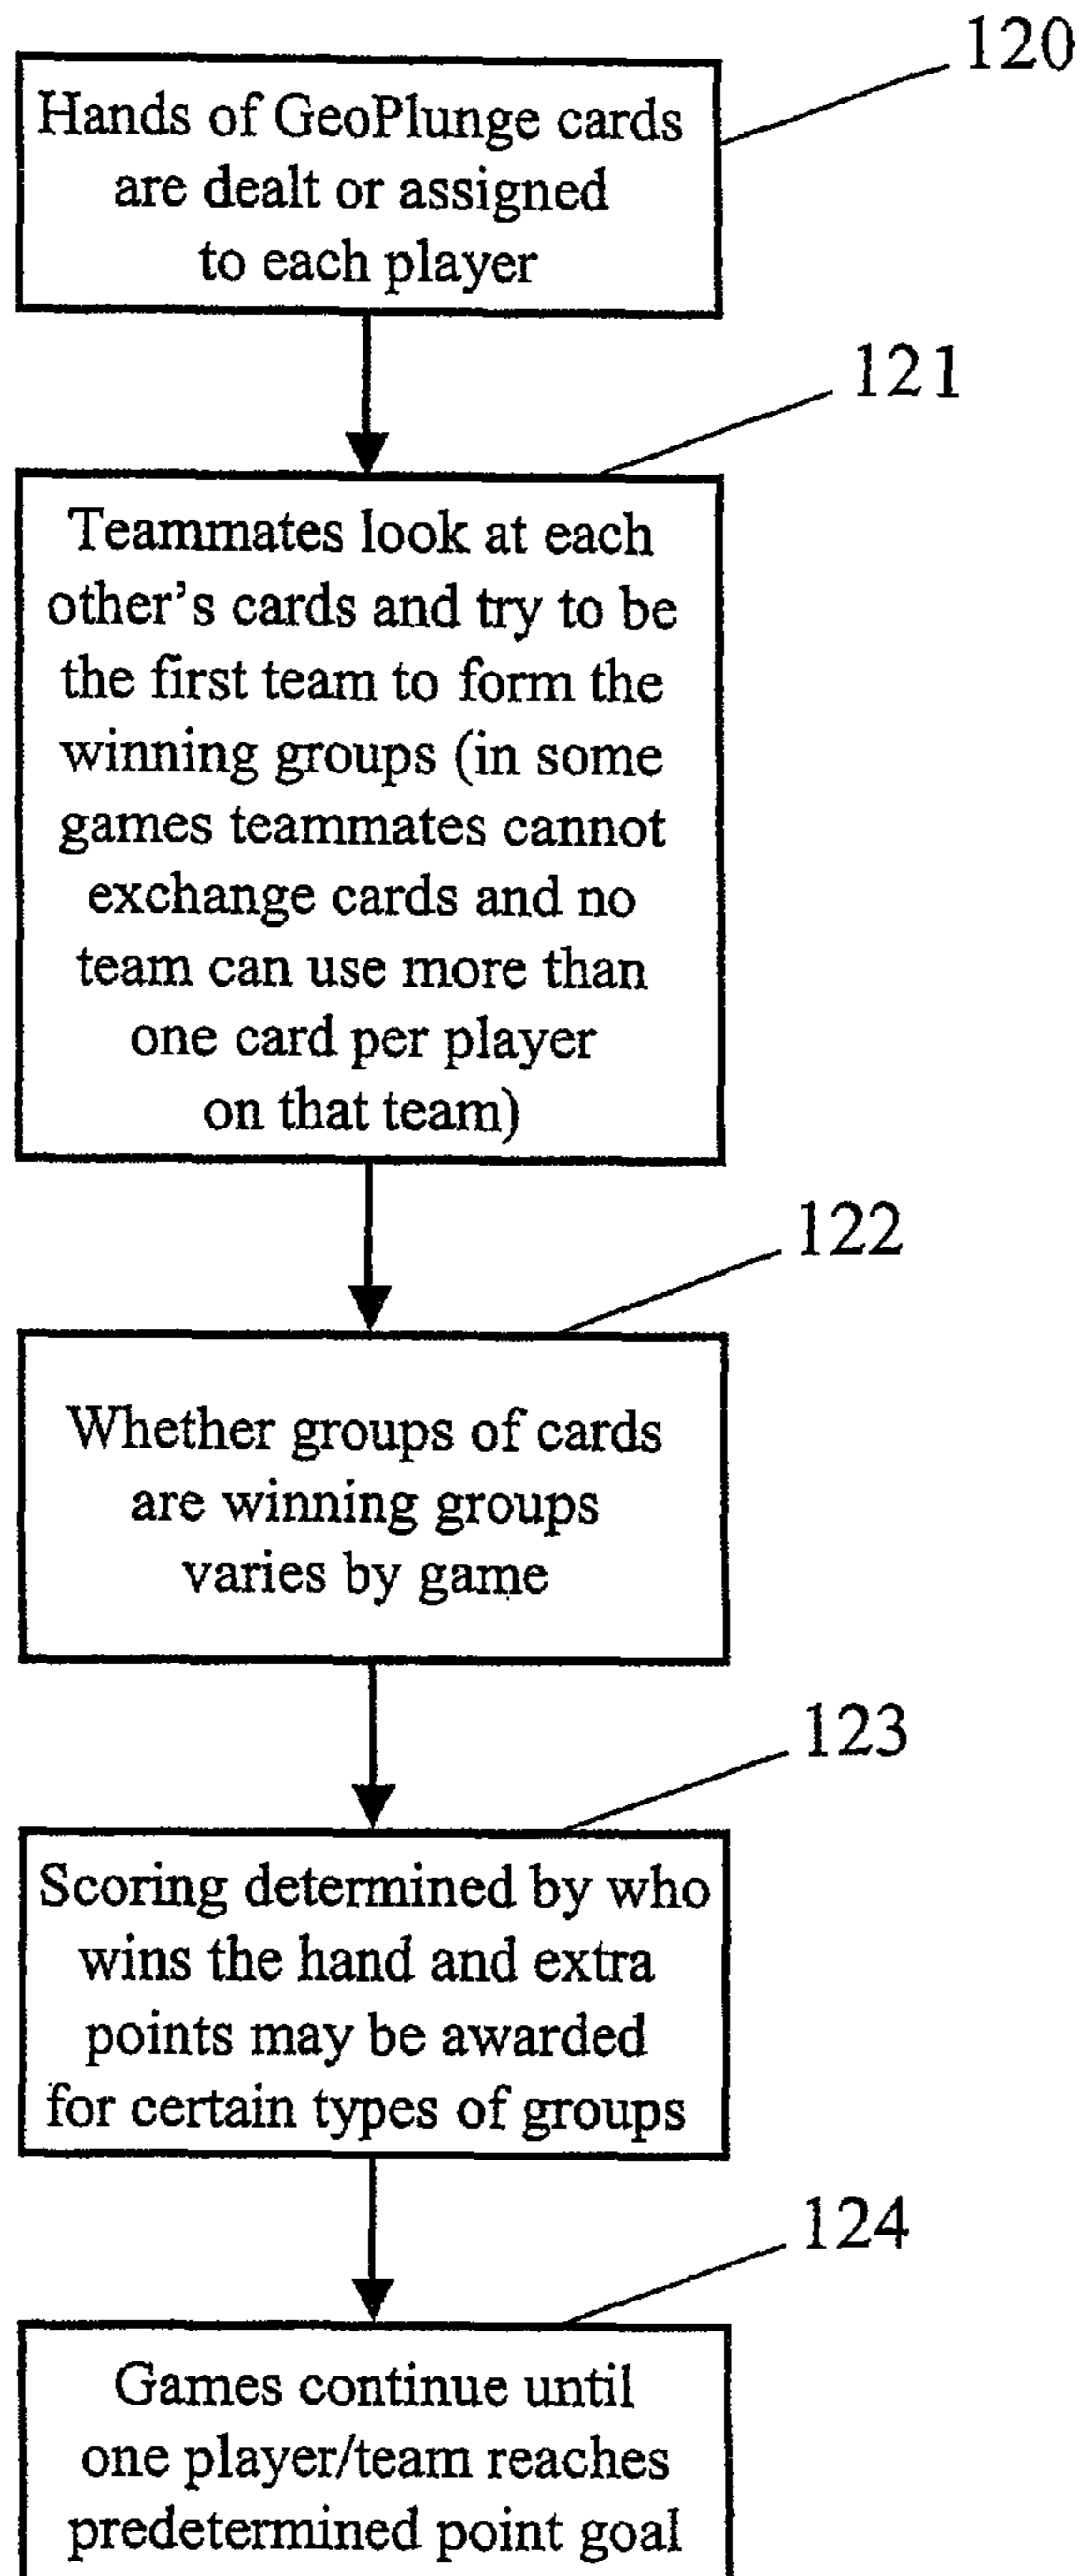 120
Hands of GeoPlunge cards
are dealt or assigned
to each player
121
Teammates look at each
other's cards and try to be
the first team to form the
winning groups (in some
games teammates cannot
exchange cards and no
team can use more than
one card per player
on that team)
122
Whether groups of cards
are winning groups
varies by game
123
Scoring determined by who
wins the hand and extra
points may be awarded
for certain types of groups
124
Games continue until
one player/team reaches
predetermined point goal